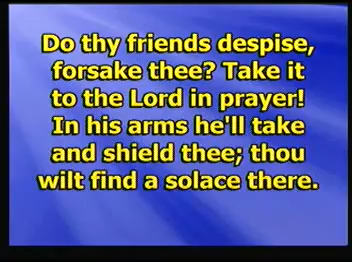 Do thy friends despise,
forsake thee? Take it
to the Lord in prayer!
In his arms he'll take
and shield thee; thou
wilt find a solace there.